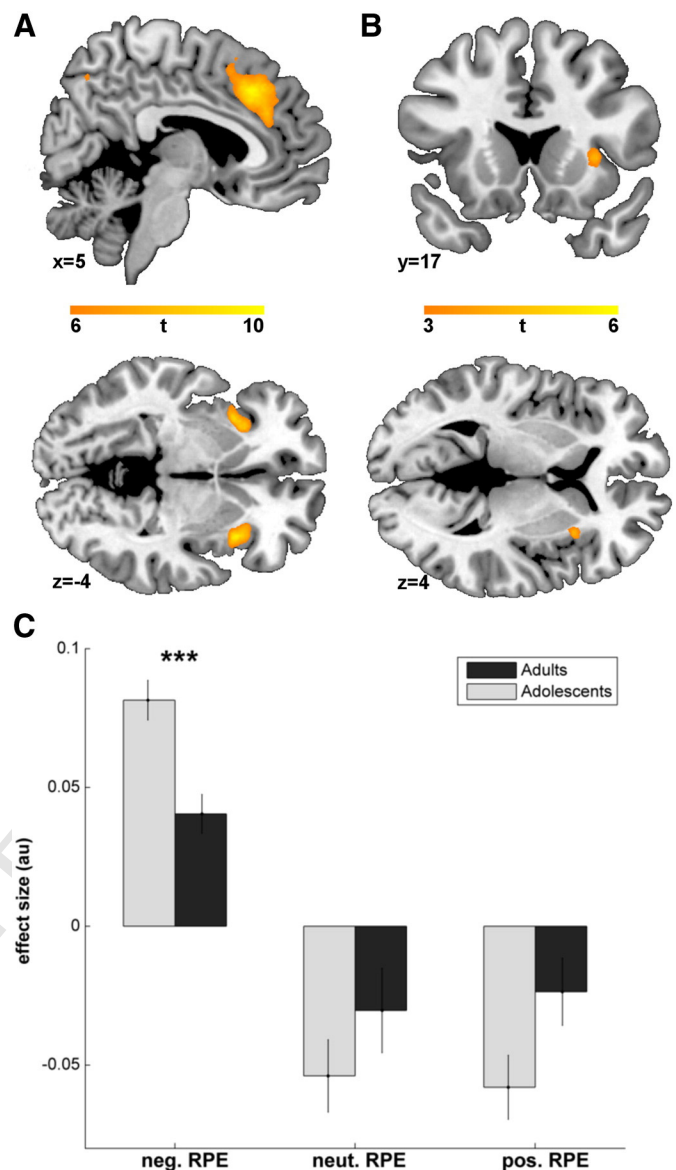 A
B
x=5
y=17
6 t 10
3 t 6
z=-4
z=4
C
0.1
***
Adults
Adolescents
0.05
effect size (au)
0
-0.05
neg. RPE neut. RPE pos. RPE